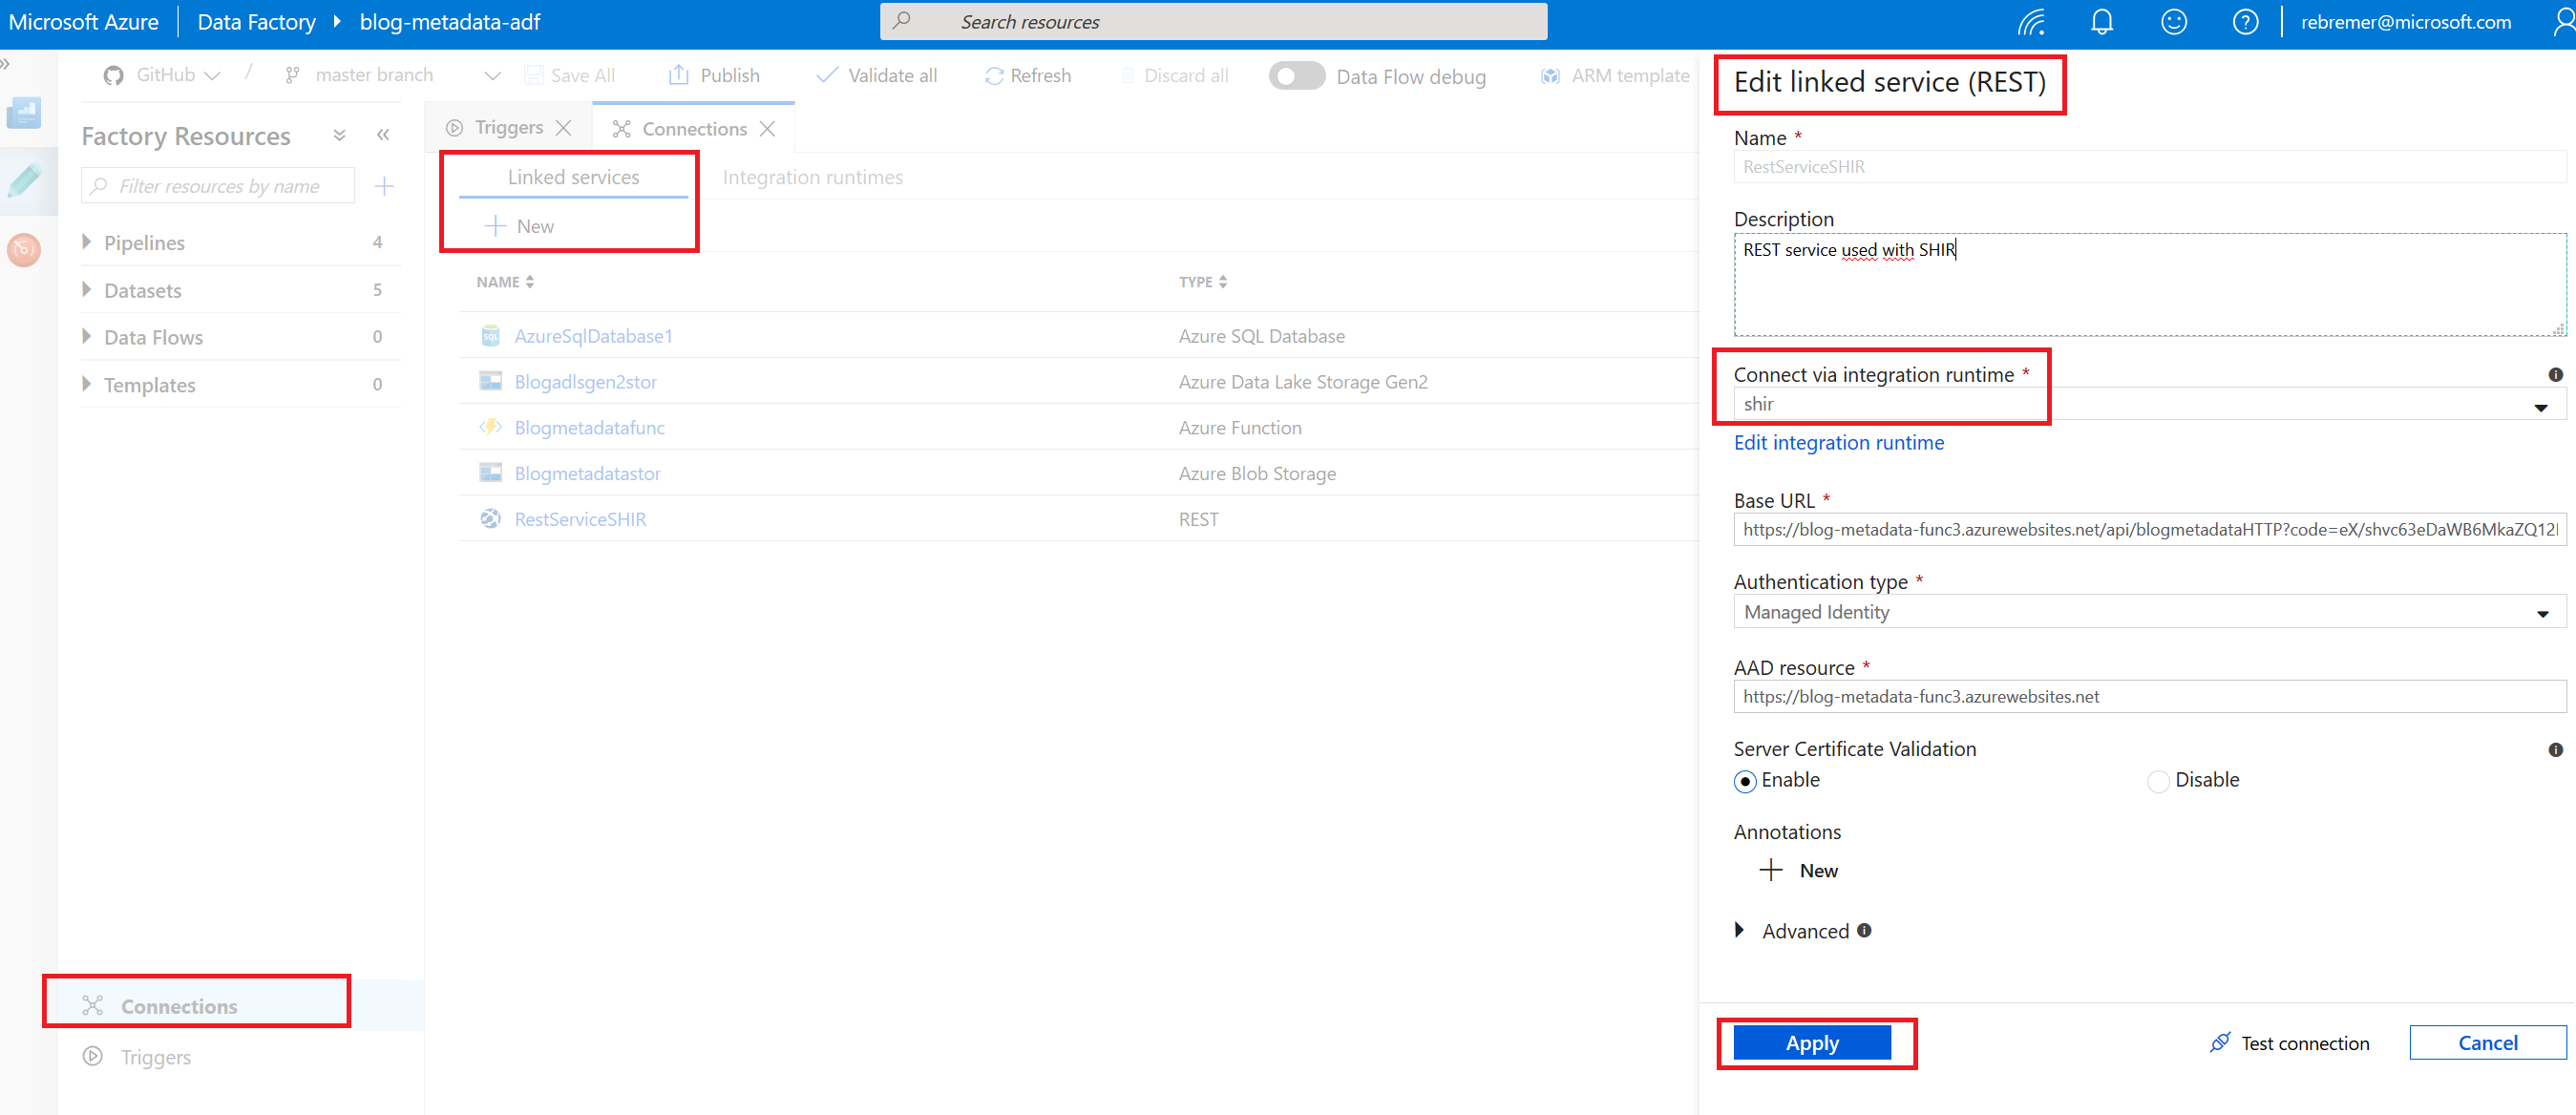 Microsoft Azure Data Factory blog-metadata-adf Search resources rebremer@microsoft.com
GitHub / master branch Save All Publish Validate all Refresh Discard all Data Flow debug ARM template
Factory Resources
Filter resources by name
Pipelines 4
Datasets 5
Data Flows 0
Templates 0
Connections
Triggers
Triggers Connections
Linked services Integration runtimes
New
NAME TYPE
AzureSqlDatabase1 Azure SQL Database
Blogadlsgen2stor Azure Data Lake Storage Gen2
Blogmetadatafunc Azure Function
Blogmetadatastor Azure Blob Storage
RestServiceSHIR REST
Edit linked service (REST)
Name *
RestServiceSHIR
Description
REST service used with SHIR
Connect via integration runtime *
shir
Edit integration runtime
Base URL *
https://blog-metadata-func3.azurewebsites.net/api/blogmetadataHTTP?code=eX/shvc63eDaWB6MkaZQ12
Authentication type *
Managed Identity
AAD resource *
https://blog-metadata-func3.azurewebsites.net
Server Certificate Validation
Enable Disable
Annotations
New
Advanced
Apply Test connection Cancel